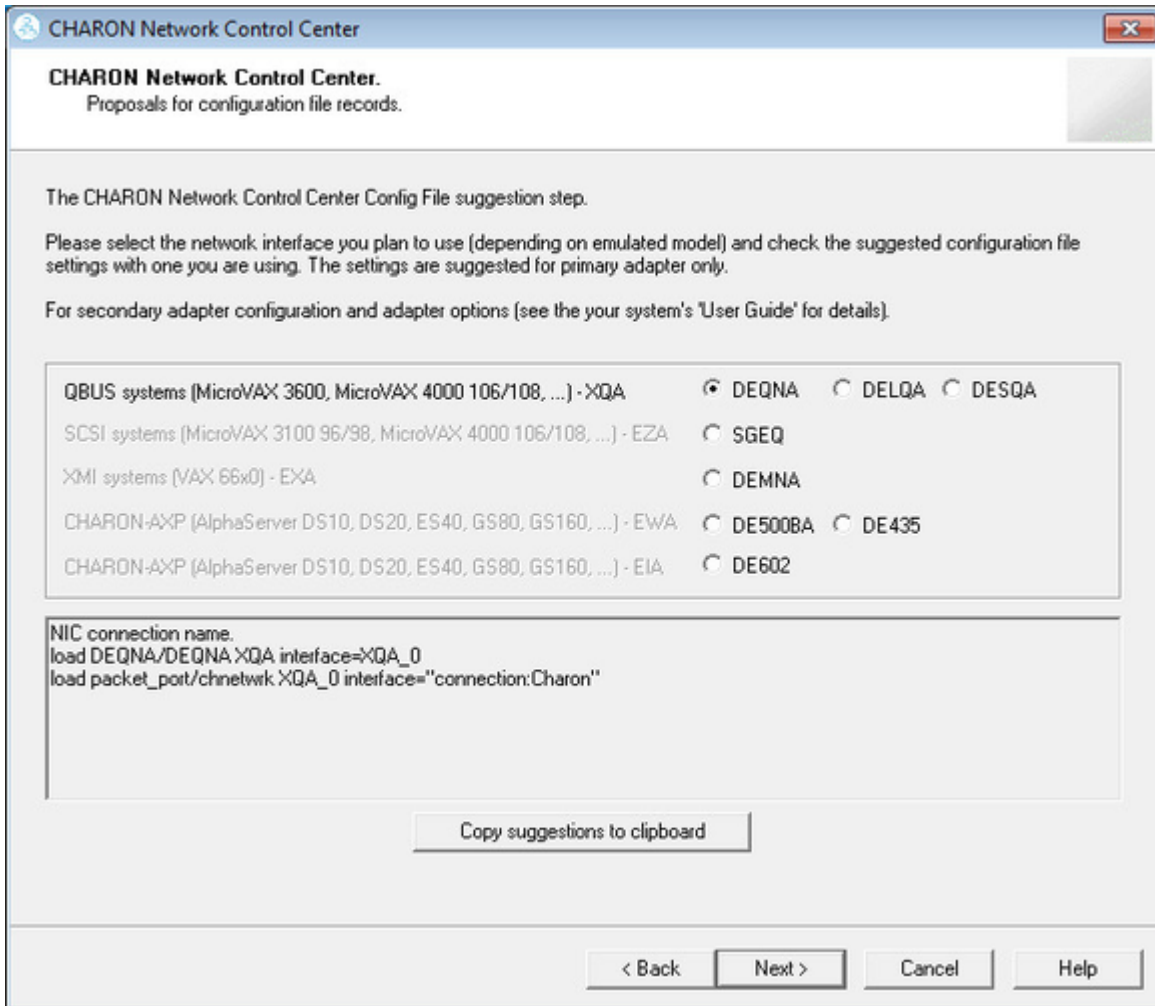 CHARON Network Control Center
CHARON Network Control Center.
Proposals for configuration file records.
The CHARON Network Control Center Config File suggestion step.
Please select the network interface you plan to use (depending on emulated model) and check the suggested configuration file
settings with one you are using. The settings are suggested for primary adapter only.
For secondary adapter configuration and adapter options (see the your system's 'User Guide' for details).
QBUS systems (MicroVAX 3600, MicroVAX 4000 106/108, ...) - XQA DEQNA DELQA DESQA
SCSI systems (MicroVAX 3100 96/98, MicroVAX 4000 106/108, ...) - EZA SGEQ
XMI systems (VAX 66x0) - EXA DEMNA
CHARON-AXP (AlphaServer DS10, DS20, ES40, GS80, GS160, ...) - EWA DE500BA DE435
CHARON-AXP (AlphaServer DS10, DS20, ES40, GS80, GS160, ...) - EIA DE602
NIC connection name.
load DEQNA/DEQNA XQA interface=XQA_0
load packet_port/chnetwrk XQA_0 interface="connection:Charon"
Copy suggestions to clipboard
< Back Next > Cancel Help